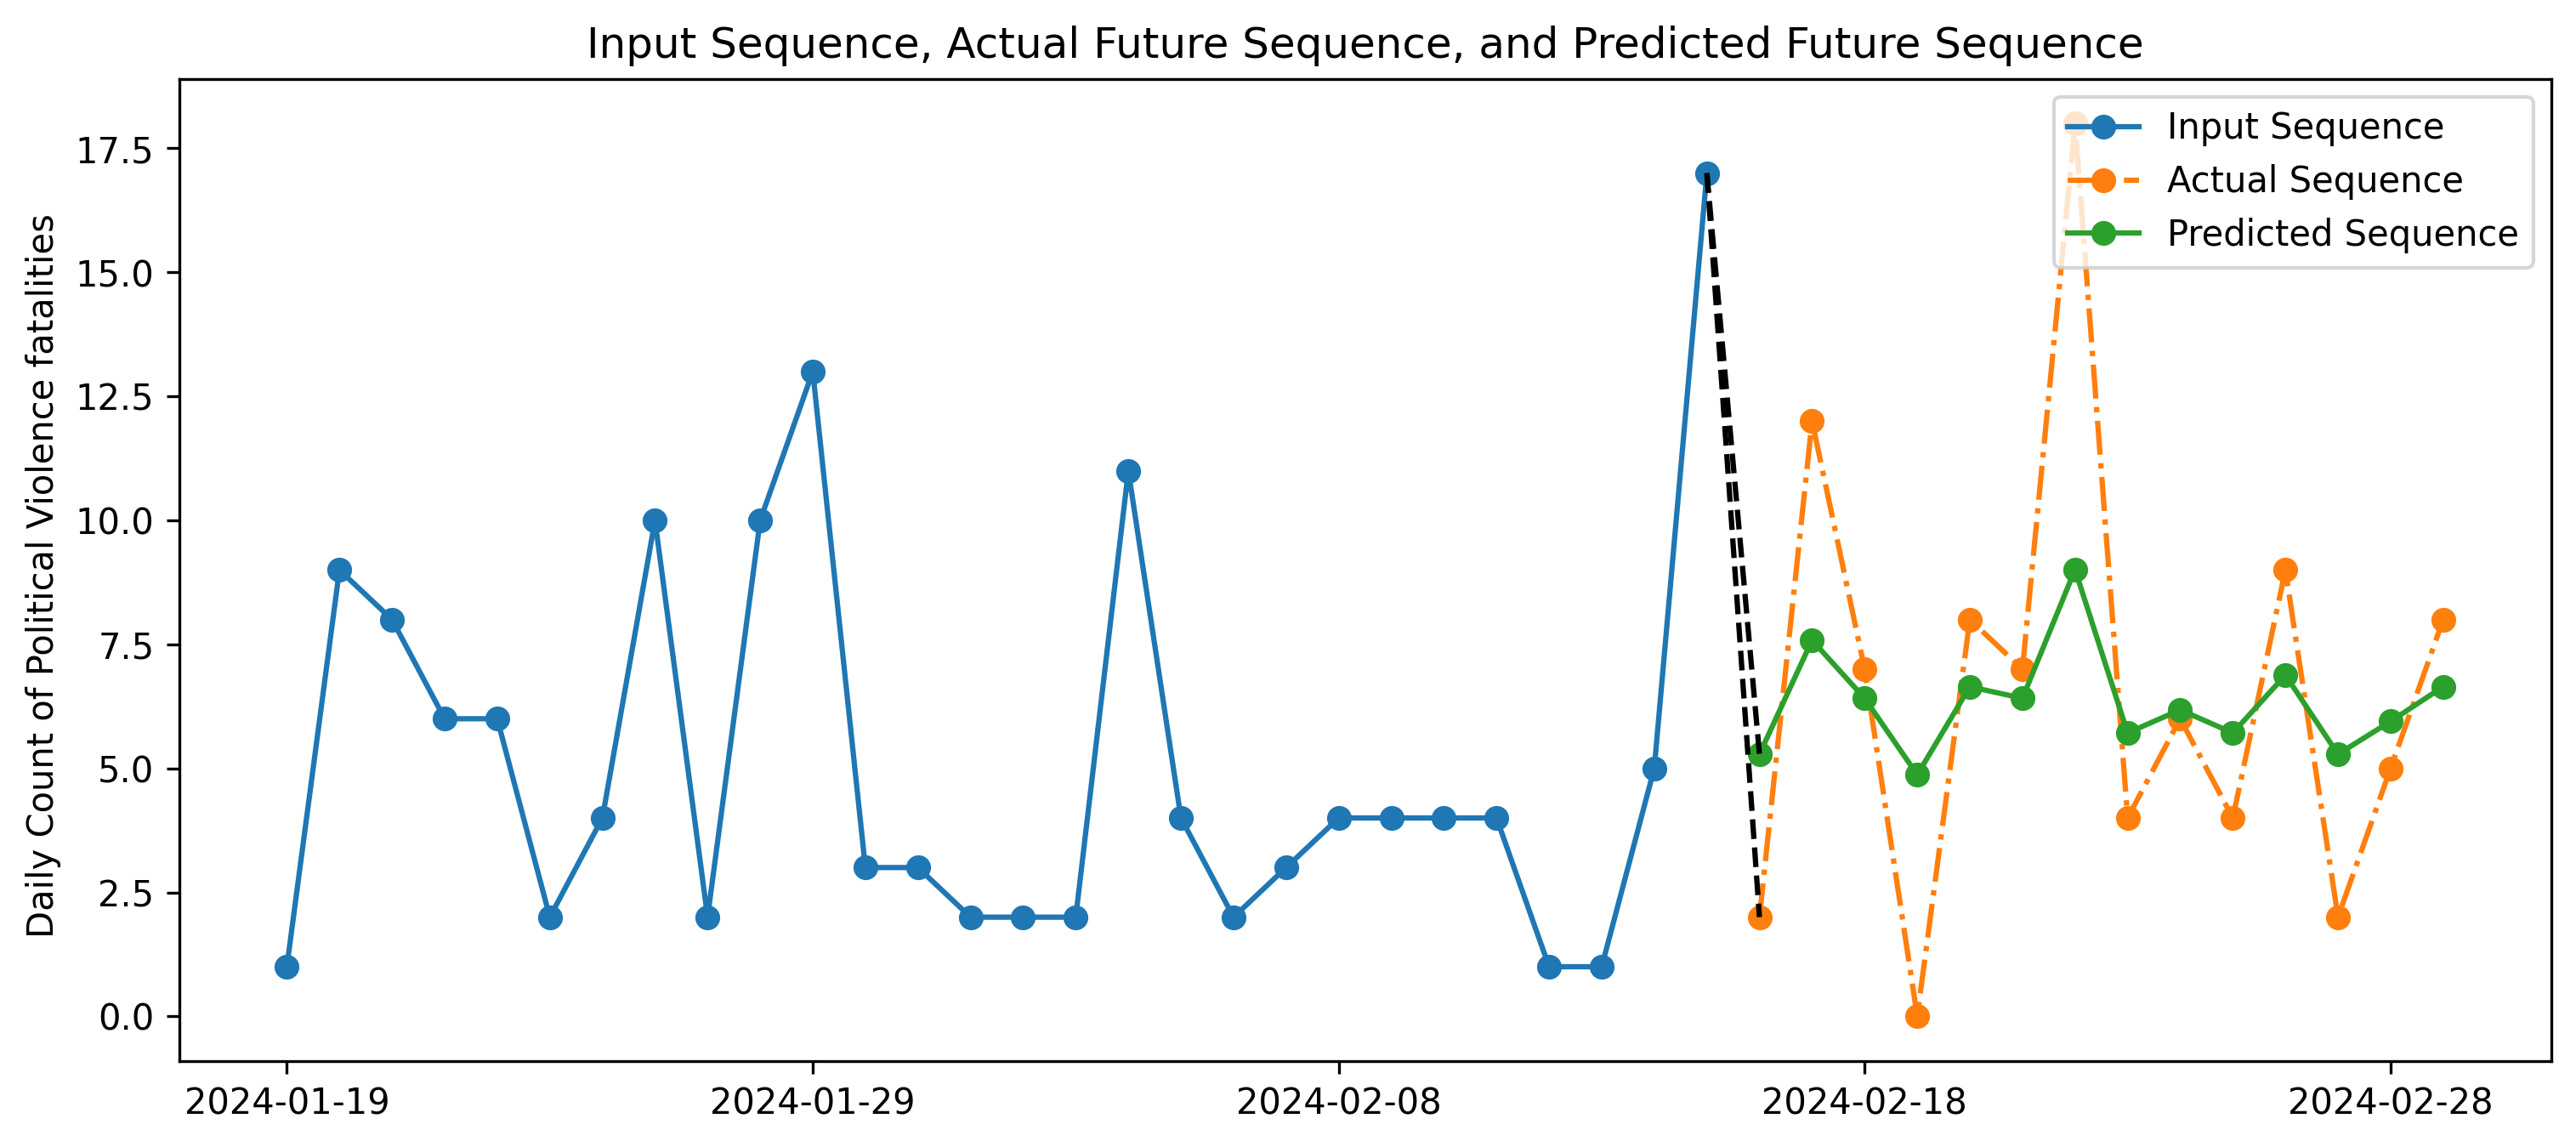 Input Sequence, Actual Future Sequence, and Predicted Future Sequence
Daily Count of Political Violence fatalities
17.5
15.0
12.5
10.0
7.5
5.0
2.5
0.0
2024-01-19
2024-01-29
2024-02-08
2024-02-18
2024-02-28
Input Sequence
Actual Sequence
Predicted Sequence